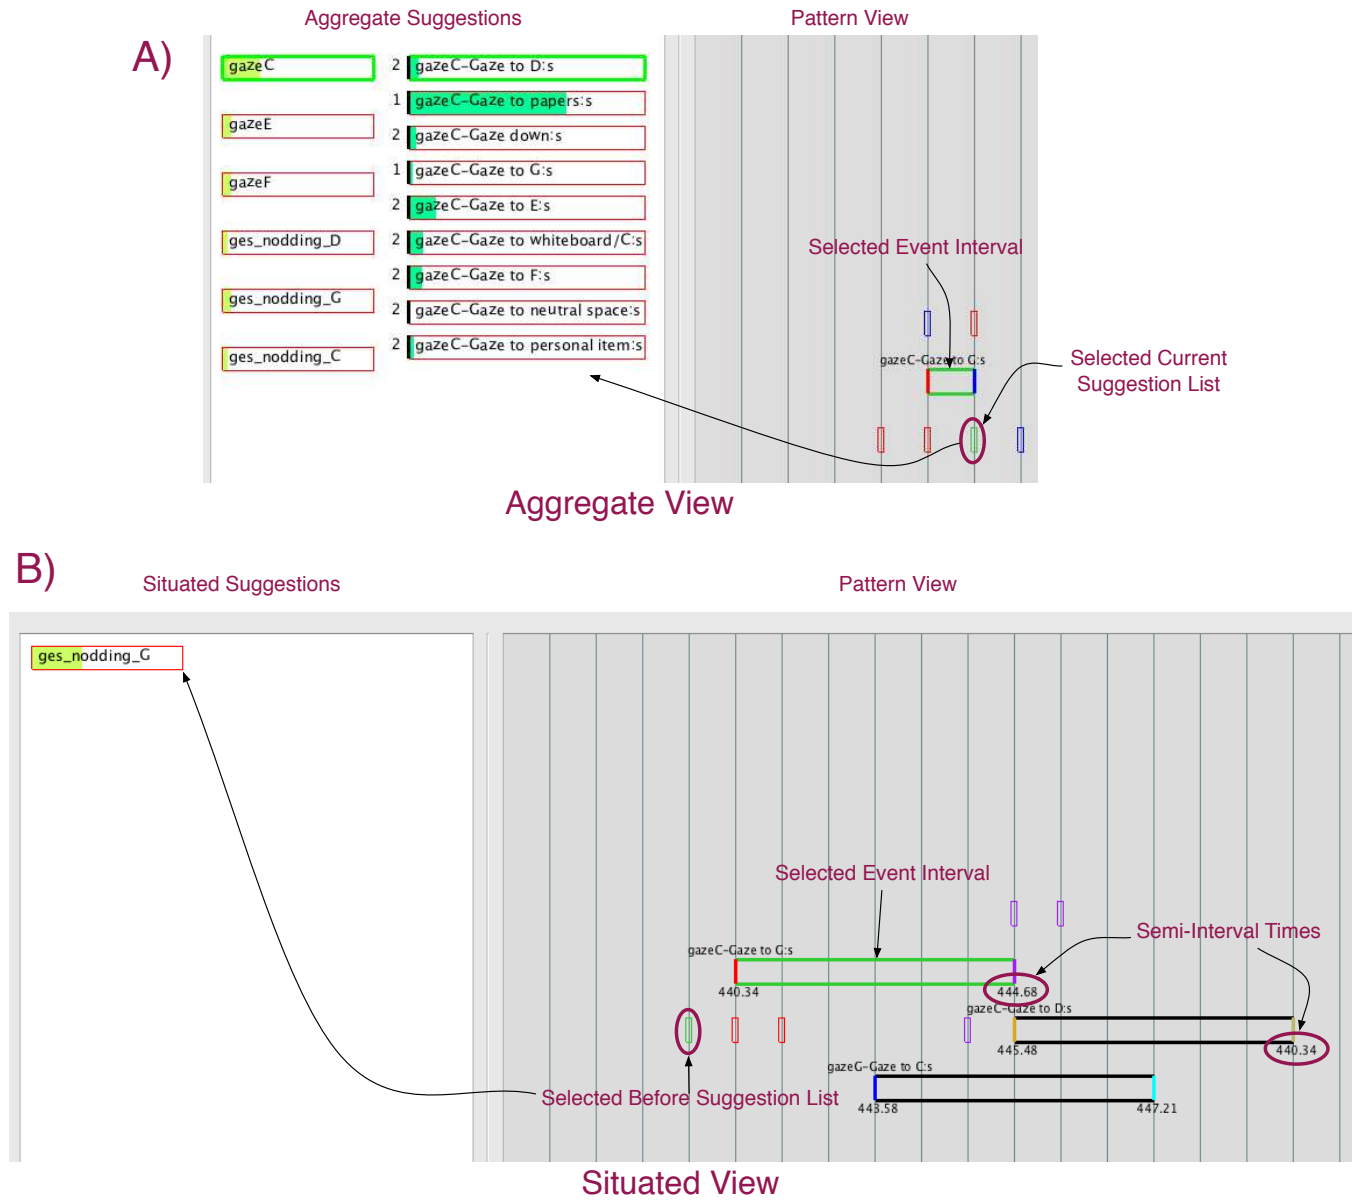 Aggregate Suggestions
Pattern View
A)
gazeC
2 gazeC-Gaze to D:s
1 gazeC-Gaze to papers:s
gazeE
2 gazeC-Gaze down:s
1 gazeC-Gaze to G:s
gazeF
2 gazeC-Gaze to E:s
ges_nodding_D
2 gazeC-Gaze to whiteboard/C:s
2 gazeC-Gaze to F:s
ges_nodding_G
2 gazeC-Gaze to neutral space:s
2 gazeC-Gaze to personal item:s
ges_nodding_C
Selected Event Interval
gazeC-Gaze to G:s
Selected Current
Suggestion List
Aggregate View
B)
Situated Suggestions
Pattern View
ges_nodding_G
Selected Event Interval
Semi-Interval Times
gazeC-Gaze to G:s
440.34
444.68
gazeC-Gaze to D:s
445.48
440.34
gazeG-Gaze to C:s
443.58
447.21
Selected Before Suggestion List
Situated View